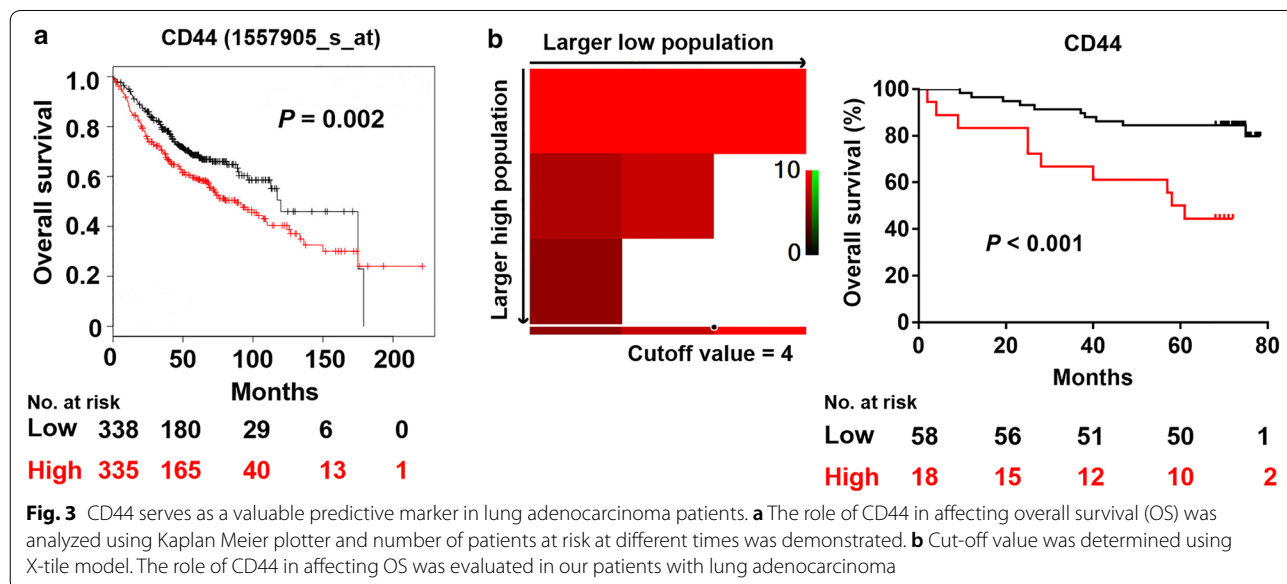 a
CD44 (1557905_s_at)
Overall survival
1.0
0.8
0.6
0.4
0.2
0
P = 0.002
0 50 100 150 200
Months
No. at risk
Low 338 180 29 6 0
High 335 165 40 13 1
b
Larger low population
Larger high population
10
0
Cutoff value = 4
CD44
Overall survival (%)
100
80
60
40
20
0
P < 0.001
0 20 40 60 80
Months
No. at risk
Low 58 56 51 50 1
High 18 15 12 10 2
Fig. 3 CD44 serves as a valuable predictive marker in lung adenocarcinoma patients. a The role of CD44 in affecting overall survival (OS) was
analyzed using Kaplan Meier plotter and number of patients at risk at different times was demonstrated. b Cut-off value was determined using
X-tile model. The role of CD44 in affecting OS was evaluated in our patients with lung adenocarcinoma